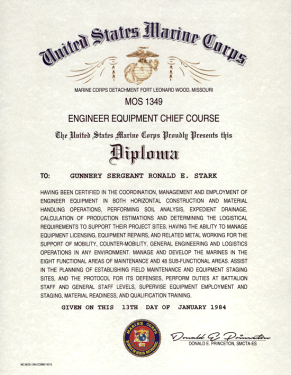 United States Marine Corps
MARINE CORPS DETACHMENT FORT LEONARD WOOD, MISSOURI
MOS 1349
ENGINEER EQUIPMENT CHIEF COURSE
The United States Marine Corps Proudly Presents this
Diploma
TO: GUNNERY SERGEANT RONALD E. STARK
HAVING BEEN CERTIFIED IN THE COORDINATION, MANAGEMENT AND EMPLOYMENT OF
ENGINEER EQUIPMENT IN BOTH HORIZONTAL CONSTRUCTION AND MATERIAL
HANDLING OPERATIONS, PERFORMING SOIL ANALYSIS, EXPEDIENT DRAINAGE,
CALCULATION OF PRODUCTION ESTIMATIONS AND DETERMINING THE LOGISTICAL
REQUIREMENTS TO SUPPORT THEIR PROJECT SITES. HAVING THE ABILITY TO MANAGE
EQUIPMENT LICENSING, EQUIPMENT REPAIRS, AND RELATED METAL WORKING FOR THE
SUPPORT OF MOBILITY, COUNTER-MOBILITY, GENERAL ENGINEERING AND LOGISTICS
OPERATIONS IN ANY ENVIRONMENT. MANAGE AND DEVELOP THE MARINES IN THE
EIGHT FUNCTIONAL AREAS OF MAINTENANCE AND 48 SUB-FUNCTIONAL AREAS. ASSIST
IN THE PLANNING OF ESTABLISHING FIELD MAINTENANCE AND EQUIPMENT STAGING
SITES, AND THE PROTOCOL FOR ITS DEFENSES, PERFORM DUTIES AT BATTALION
STAFF AND GENERAL STAFF LEVELS, SUPERVISE EQUIPMENT EMPLOYMENT AND
STAGING, MATERIAL READINESS, AND QUALIFICATION TRAINING.
GIVEN ON THIS 13TH DAY OF JANUARY 1984
Donald E. Princeton
DONALD E. PRINCETON, SMCTA-EB